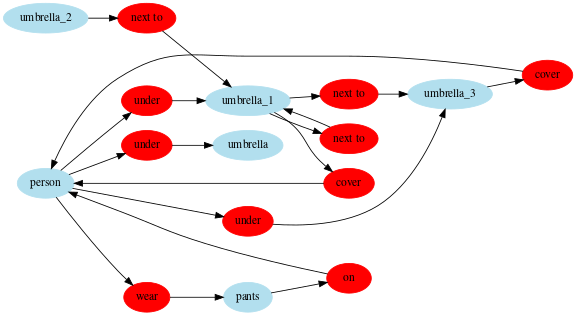 umbrella_2
next to
cover
under
umbrella_1
next to
umbrella_3
under
umbrella
next to
person
cover
under
on
wear
pants